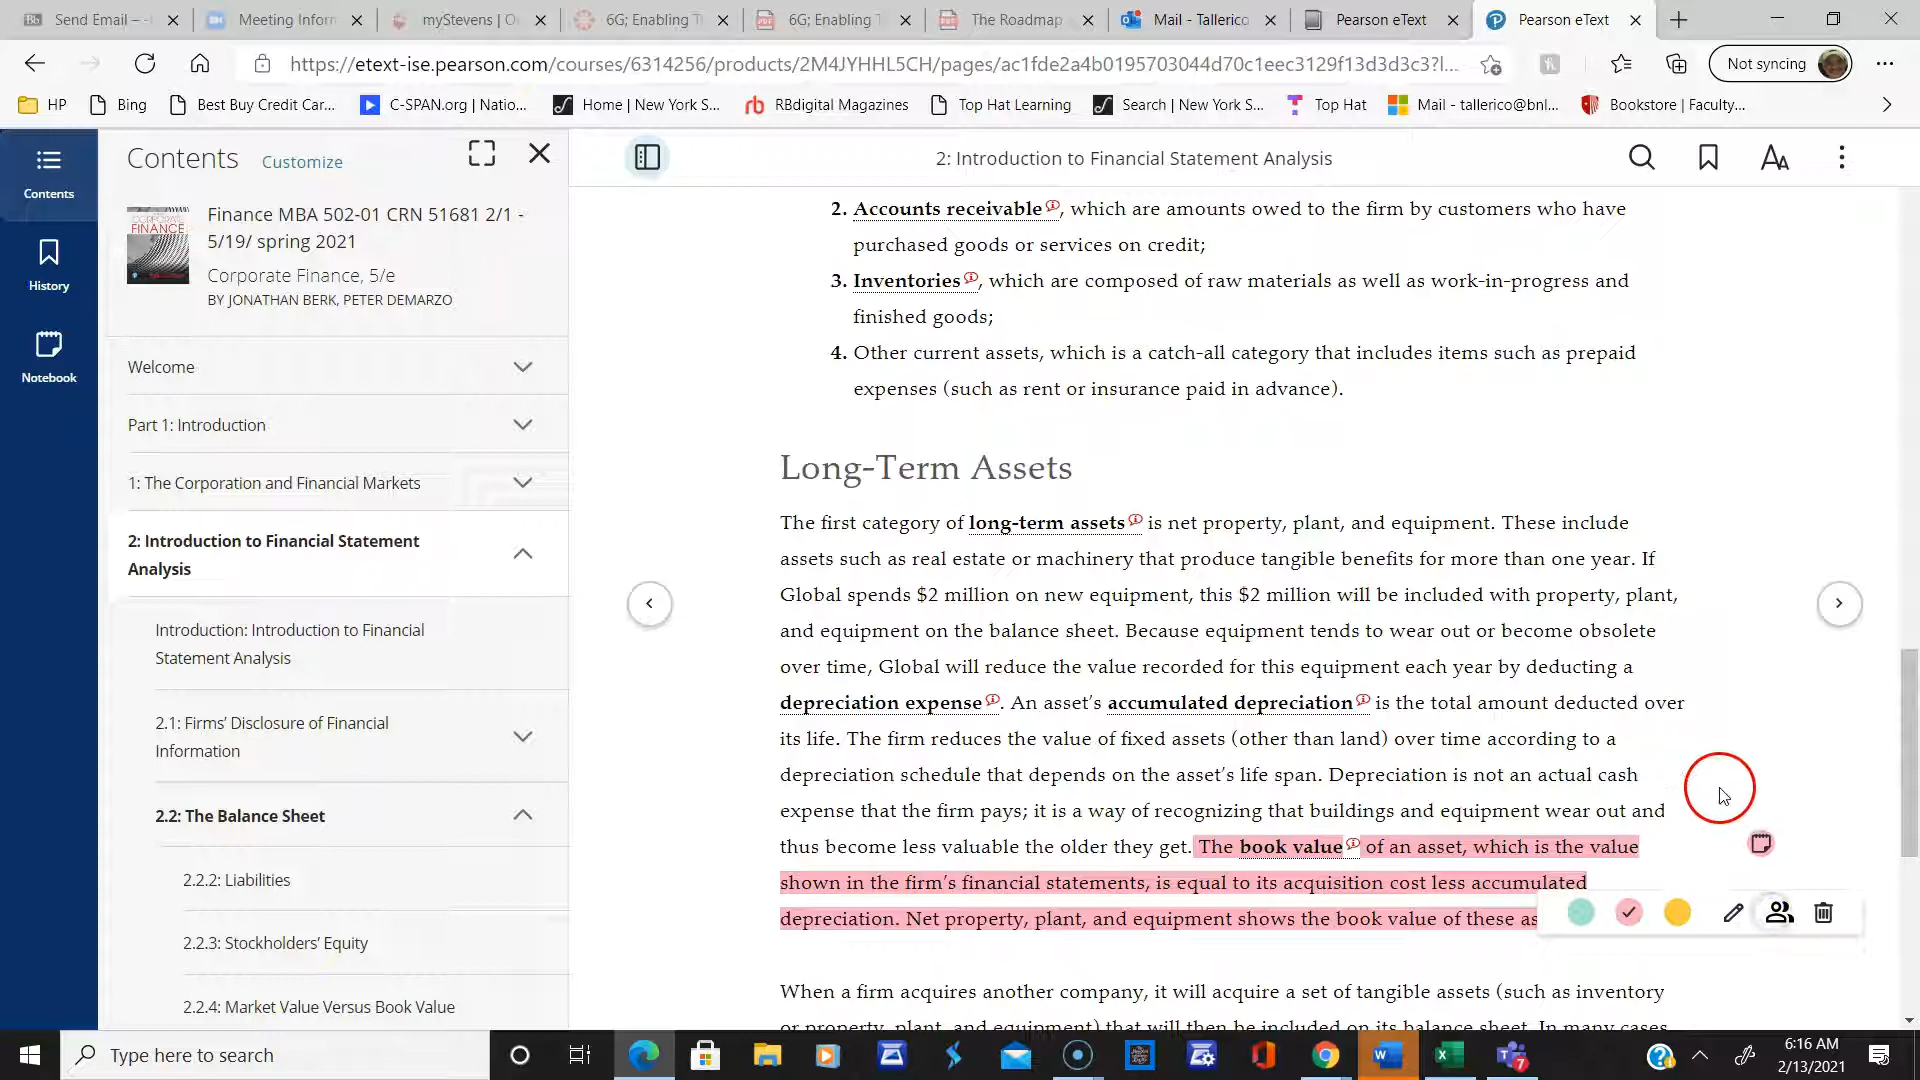 Send Email –
Meeting Inforr
myStevens | O
6G; Enabling T
6G; Enabling T
The Roadmap
Mail - Tallerico
Pearson eText
Pearson eText
https://etext-ise.pearson.com/courses/6314256/products/2M4JYHHL5CH/pages/ac1fde2a4b0195703044d70c1eec3129f13d3d3c3?l...
Not syncing
HP
Bing
Best Buy Credit Car...
C-SPAN.org | Natio...
Home | New York S...
RBdigital Magazines
Top Hat Learning
Search | New York S...
Top Hat
Mail - tallerico@bnl...
Bookstore | Faculty...
Contents
History
Notebook
Contents
Customize
CORPORATE
FINANCE
Finance MBA 502-01 CRN 51681 2/1 -
5/19/ spring 2021
Corporate Finance, 5/e
BY JONATHAN BERK, PETER DEMARZO
Welcome
Part 1: Introduction
1: The Corporation and Financial Markets
2: Introduction to Financial Statement
Analysis
Introduction: Introduction to Financial
Statement Analysis
2.1: Firms’ Disclosure of Financial
Information
2.2: The Balance Sheet
2.2.2: Liabilities
2.2.3: Stockholders’ Equity
2.2.4: Market Value Versus Book Value
2: Introduction to Financial Statement Analysis
2. Accounts receivable, which are amounts owed to the firm by customers who have
purchased goods or services on credit;
3. Inventories, which are composed of raw materials as well as work-in-progress and
finished goods;
4. Other current assets, which is a catch-all category that includes items such as prepaid
expenses (such as rent or insurance paid in advance).
Long-Term Assets
The first category of long-term assets is net property, plant, and equipment. These include
assets such as real estate or machinery that produce tangible benefits for more than one year. If
Global spends $2 million on new equipment, this $2 million will be included with property, plant,
and equipment on the balance sheet. Because equipment tends to wear out or become obsolete
over time, Global will reduce the value recorded for this equipment each year by deducting a
depreciation expense. An asset’s accumulated depreciation is the total amount deducted over
its life. The firm reduces the value of fixed assets (other than land) over time according to a
depreciation schedule that depends on the asset’s life span. Depreciation is not an actual cash
expense that the firm pays; it is a way of recognizing that buildings and equipment wear out and
thus become less valuable the older they get. The book value of an asset, which is the value
shown in the firm’s financial statements, is equal to its acquisition cost less accumulated
depreciation. Net property, plant, and equipment shows the book value of these as
When a firm acquires another company, it will acquire a set of tangible assets (such as inventory
or property, plant, and equipment) that will then be included on its balance sheet. In many cases
Type here to search
7
6:16 AM
2/13/2021